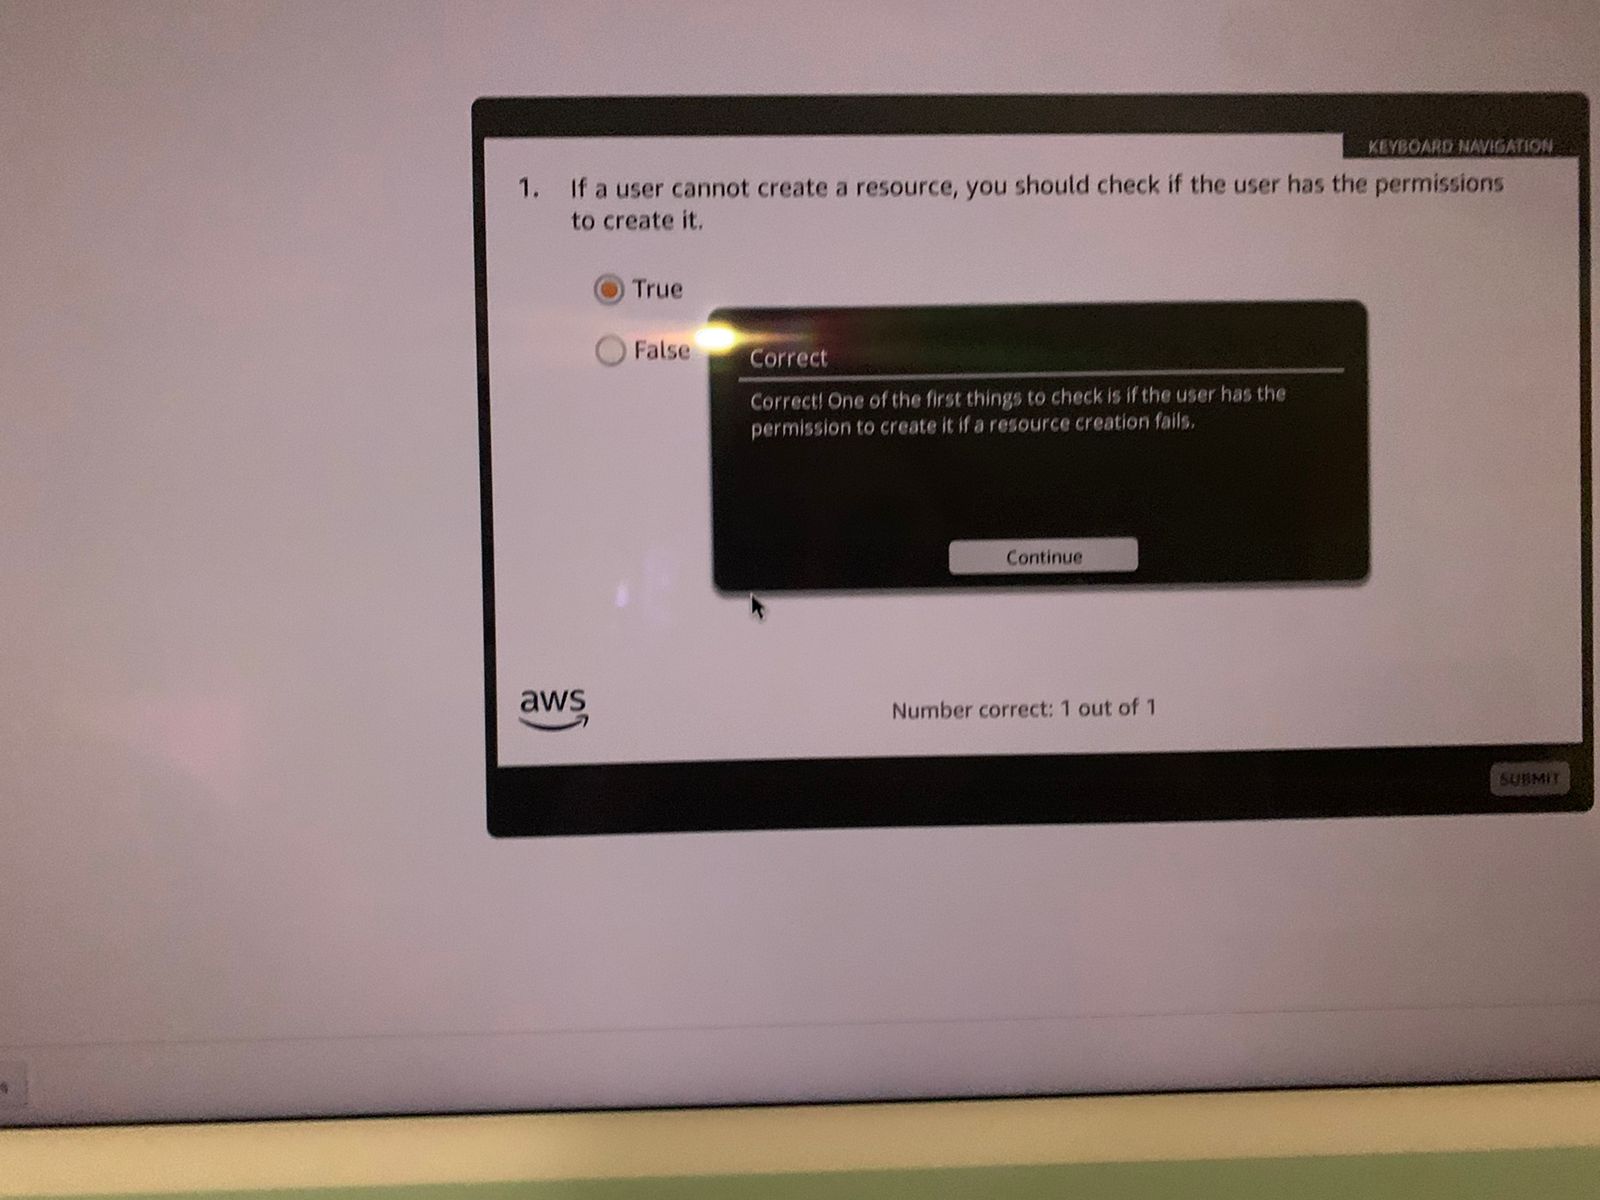 KEYBOARD NAVIGATION
1. If a user cannot create a resource, you should check if the user has the permissions
to create it.
True
False
Correct
Correct! One of the first things to check is if the user has the
permission to create it if a resource creation fails.
Continue
aws
Number correct: 1 out of 1
SUBMIT
s